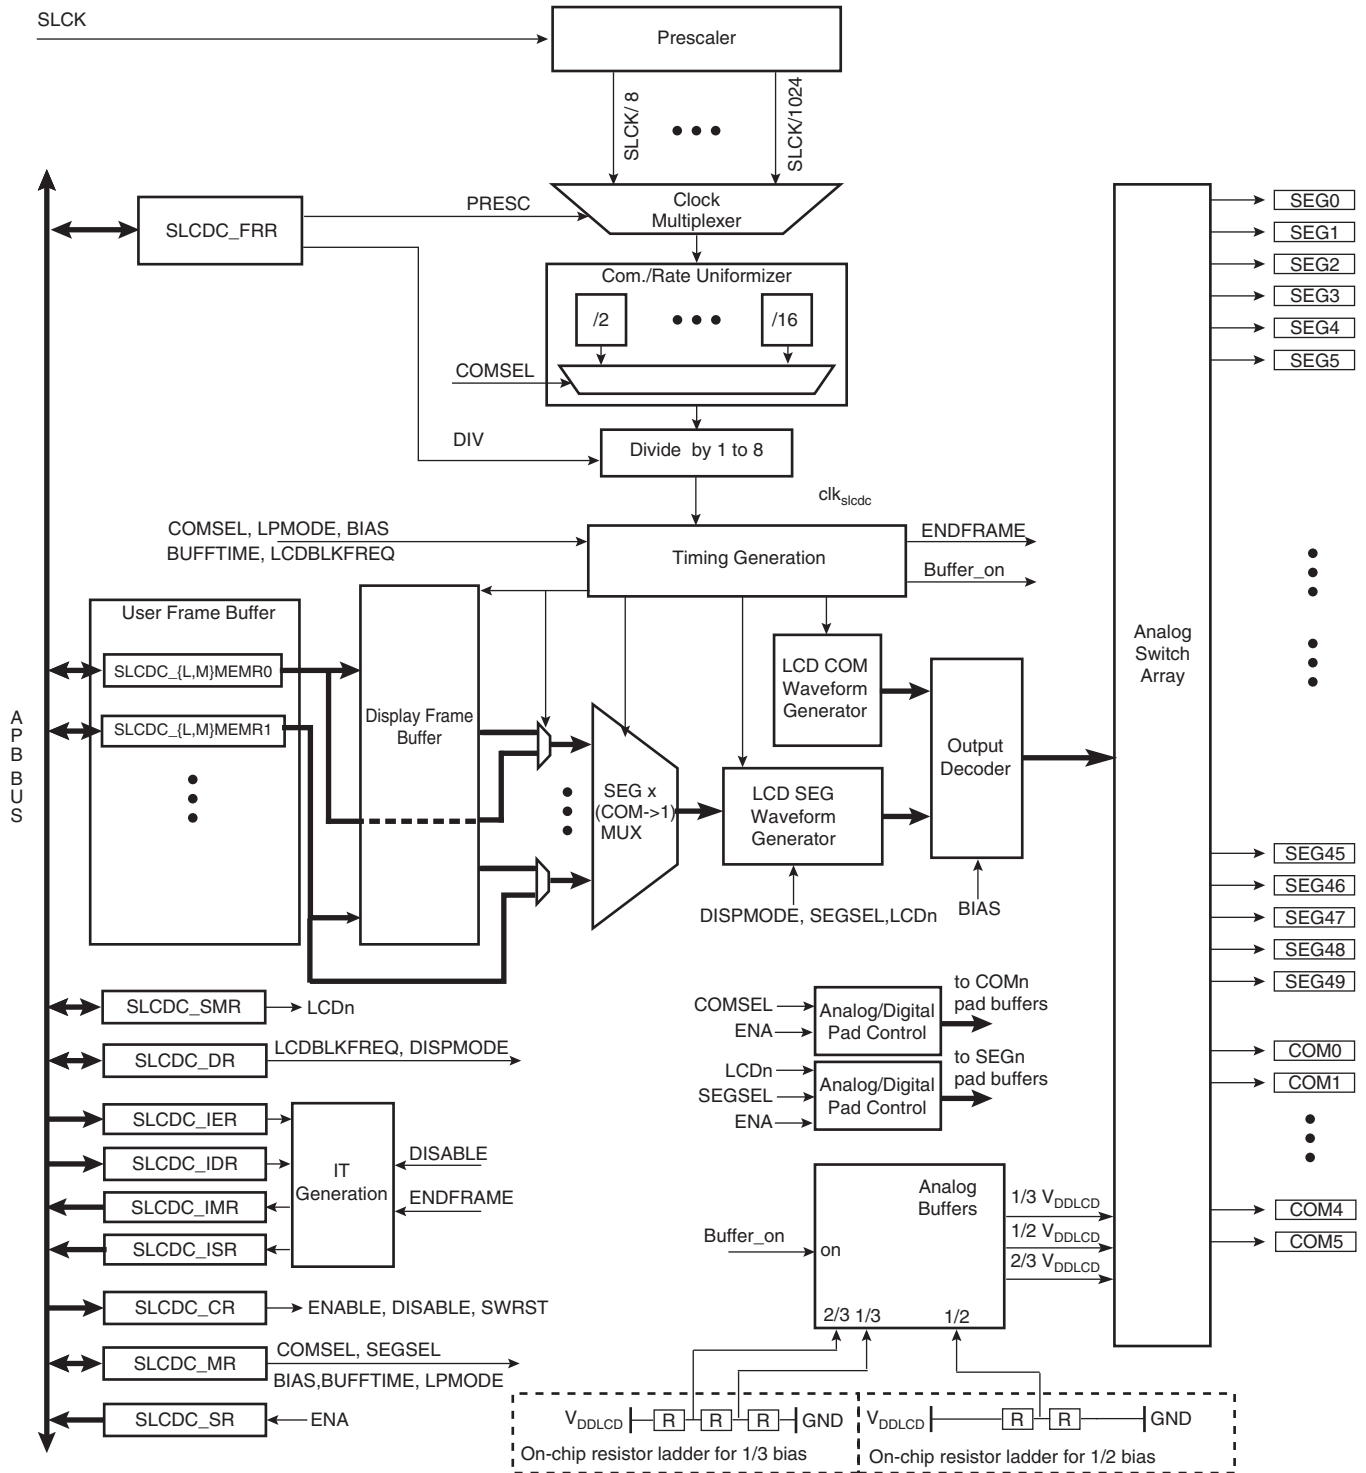 SLCK
Prescaler
SLCK/ 8
SLCK/1024
PRESC
Clock
Multiplexer
SLCDC_FRR
Com./Rate Uniformizer
/2
/16
COMSEL
DIV
Divide by 1 to 8
clkslcdc
COMSEL, LPMODE, BIAS
BUFFTIME, LCDBLKFREQ
Timing Generation
ENDFRAME
Buffer_on
User Frame Buffer
SLCDC_{L,M}MEMR0
SLCDC_{L,M}MEMR1
APB BUS
Display Frame
Buffer
SEG x
(COM->1)
MUX
LCD COM
Waveform
Generator
LCD SEG
Waveform
Generator
Output
Decoder
DISPMODE, SEGSEL,LCDn
BIAS
Analog
Switch
Array
SEG0
SEG1
SEG2
SEG3
SEG4
SEG5
SEG45
SEG46
SEG47
SEG48
SEG49
COM0
COM1
COM4
COM5
SLCDC_SMR
LCDn
SLCDC_DR
LCDBLKFREQ, DISPMODE
SLCDC_IER
SLCDC_IDR
SLCDC_IMR
SLCDC_ISR
IT
Generation
DISABLE
ENDFRAME
SLCDC_CR
ENABLE, DISABLE, SWRST
SLCDC_MR
COMSEL, SEGSEL
BIAS,BUFFTIME, LPMODE
SLCDC_SR
ENA
COMSEL
ENA
Analog/Digital
Pad Control
to COMn
pad buffers
LCDn
SEGSEL
ENA
Analog/Digital
Pad Control
to SEGn
pad buffers
Buffer_on
on
Analog
Buffers
2/3 1/3
1/2
1/3 VDDLCD
1/2 VDDLCD
2/3 VDDLCD
VDDLCD
R
R
R
GND
On-chip resistor ladder for 1/3 bias
VDDLCD
R
R
GND
On-chip resistor ladder for 1/2 bias